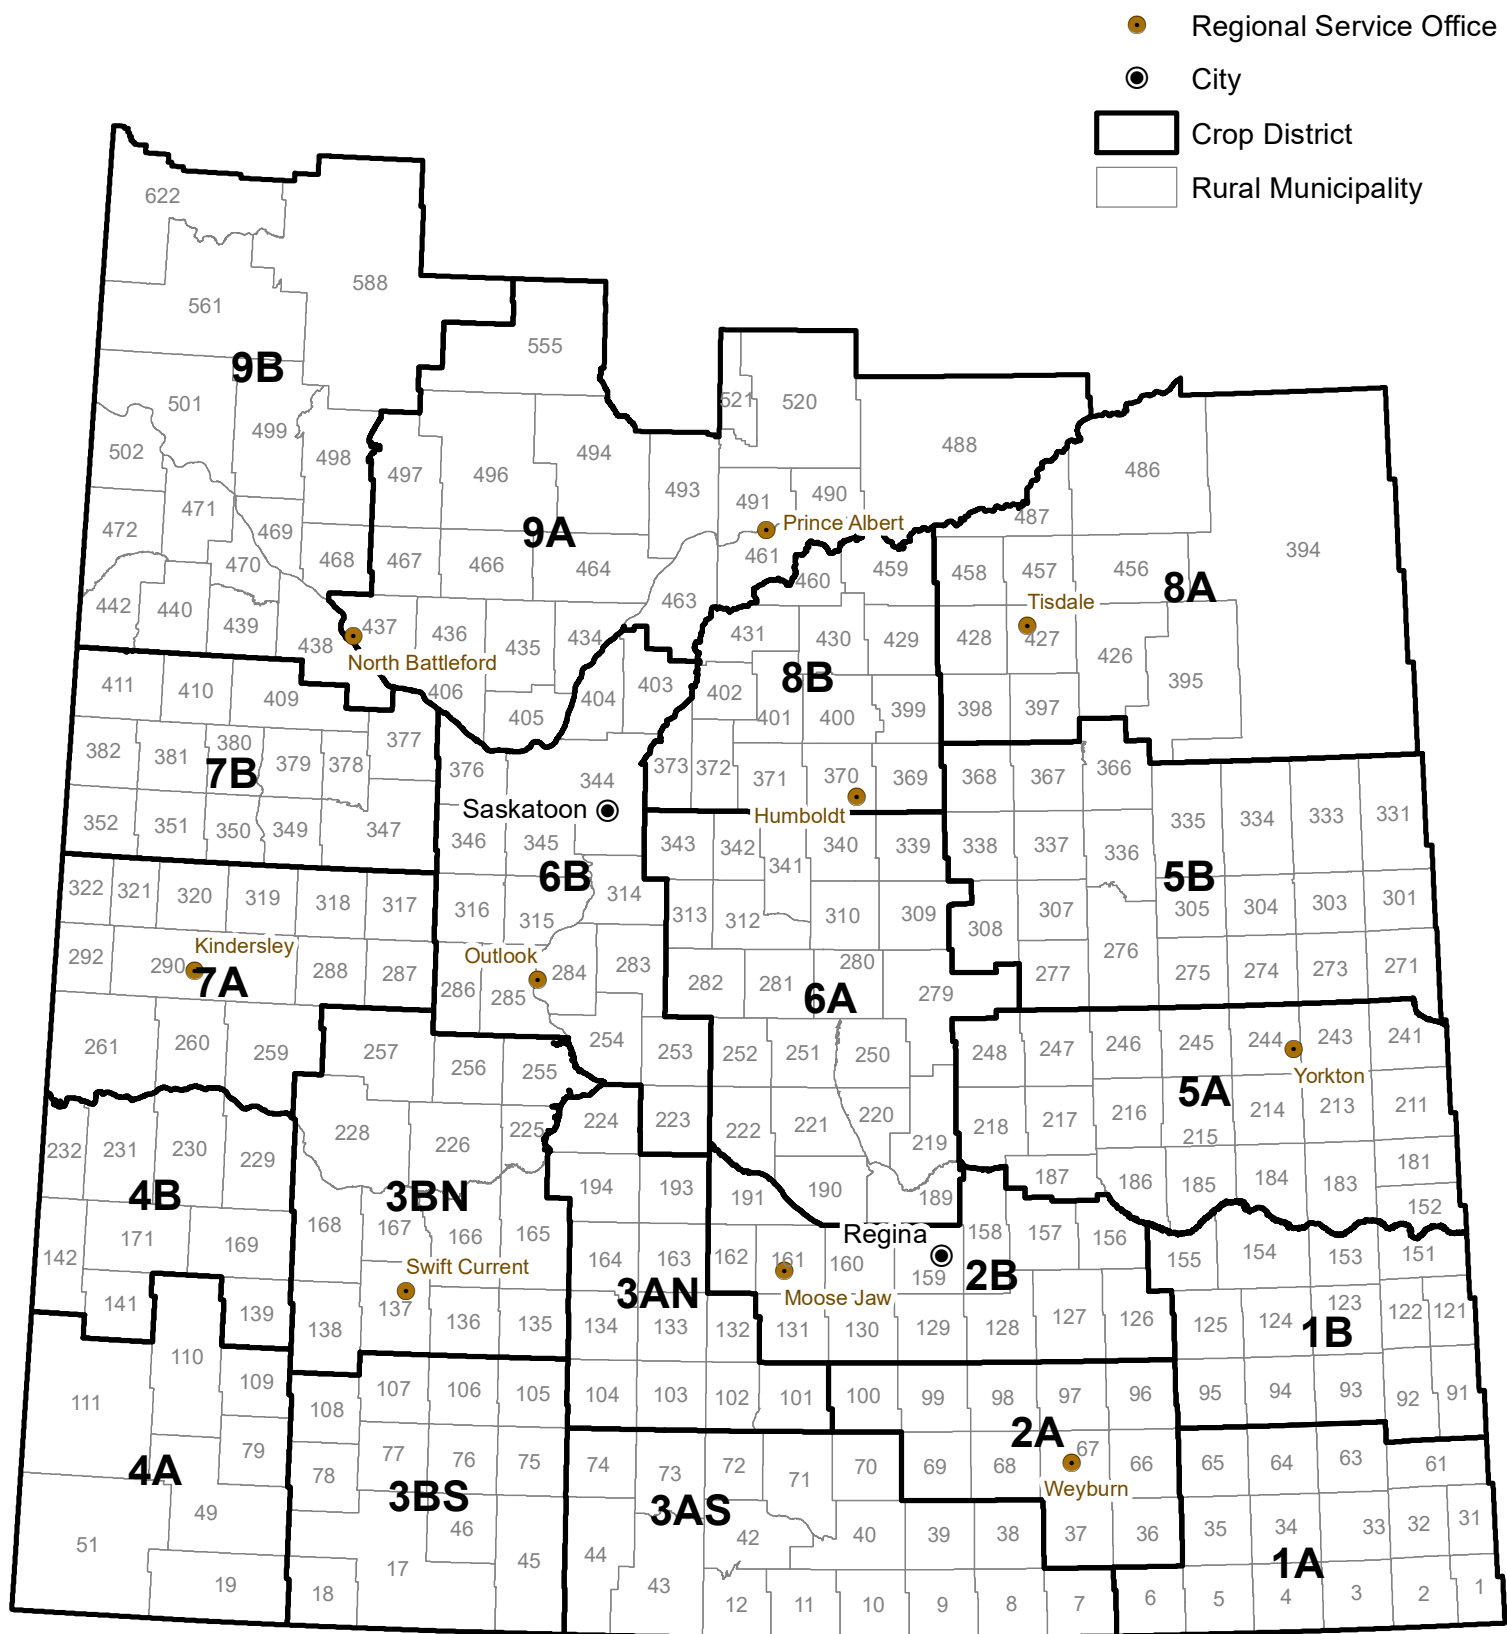 Regional Service Office
City
Crop District
Rural Municipality
622
588
561
555
9B
501 499 521 520
502 498 497 496 494 488 486
471 493 491 490
472 469 9A Prince Albert 487
470 468 467 466 464 461 460 459 458 457 456 394
442 440 439 463 Tisdale 8A
438 437 436 435 434 431 430 429 428 427 426
North Battleford
411 410 409 406 405 404 403 402 8B 395
401 400 399 398 397
382 381 380 379 378 377 376 344 373 372 371 370 369 368 367 366
7B
Saskatoon Humboldt
352 351 350 349 347 346 345 343 342 341 340 339 338 337 336 335 334 333 331
322 321 320 319 318 317 6B 314 5B
316 315 313 312 310 309 308 307 305 304 303 301
Kindersley Outlook
292 290 288 287 286 285 284 283 282 281 280 279 277 276 275 274 273 271
7A 6A
261 260 259 257 256 255 254 253 252 251 250 248 247 246 245 244 243 241
Yorkton
5A
232 231 230 229 228 226 225 224 223 222 221 220 219 218 217 216 215 214 213 211
4B 3BN 194 193 191 190 189 187 186 185 184 183 181
152
171 169 168 167 166 165 164 163 162 161 160 Regina 159 158 157 156 155 154 153 151
142 Swift Current 2B
141 139 138 137 136 135 3AN Moose Jaw
134 133 132 131 130 129 128 127 126 125 124 123 122 121
1B
110 109 108 107 106 105 104 103 102 101 100 99 98 97 96 95 94 93 92 91
111
2A
79 78 77 76 75 74 73 72 71 70 69 68 67 66 65 64 63 61
4A 3BS 3AS Weyburn
51 49 46 45 44 42 40 39 38 37 36 35 34 33 32 31
1A
19 18 17 43 12 11 10 9 8 7 6 5 4 3 2 1